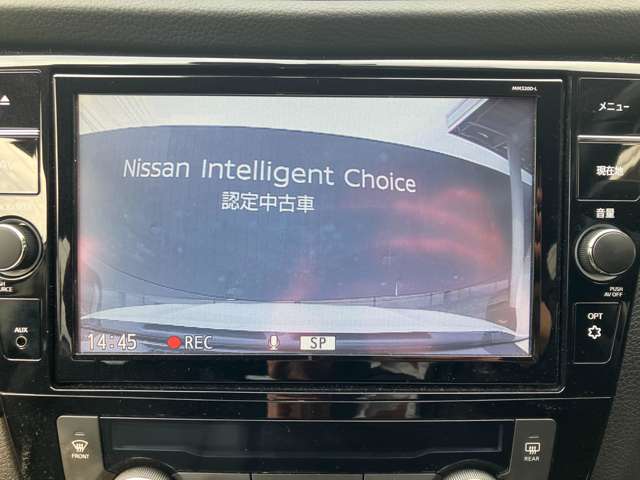 MM320D-L
メニュー
Nissan Intelligent Choice
認定中古車
現在地
音量
PUSH
AV OFF
AUX
OPT
14:45 REC SP
FRONT
REAR